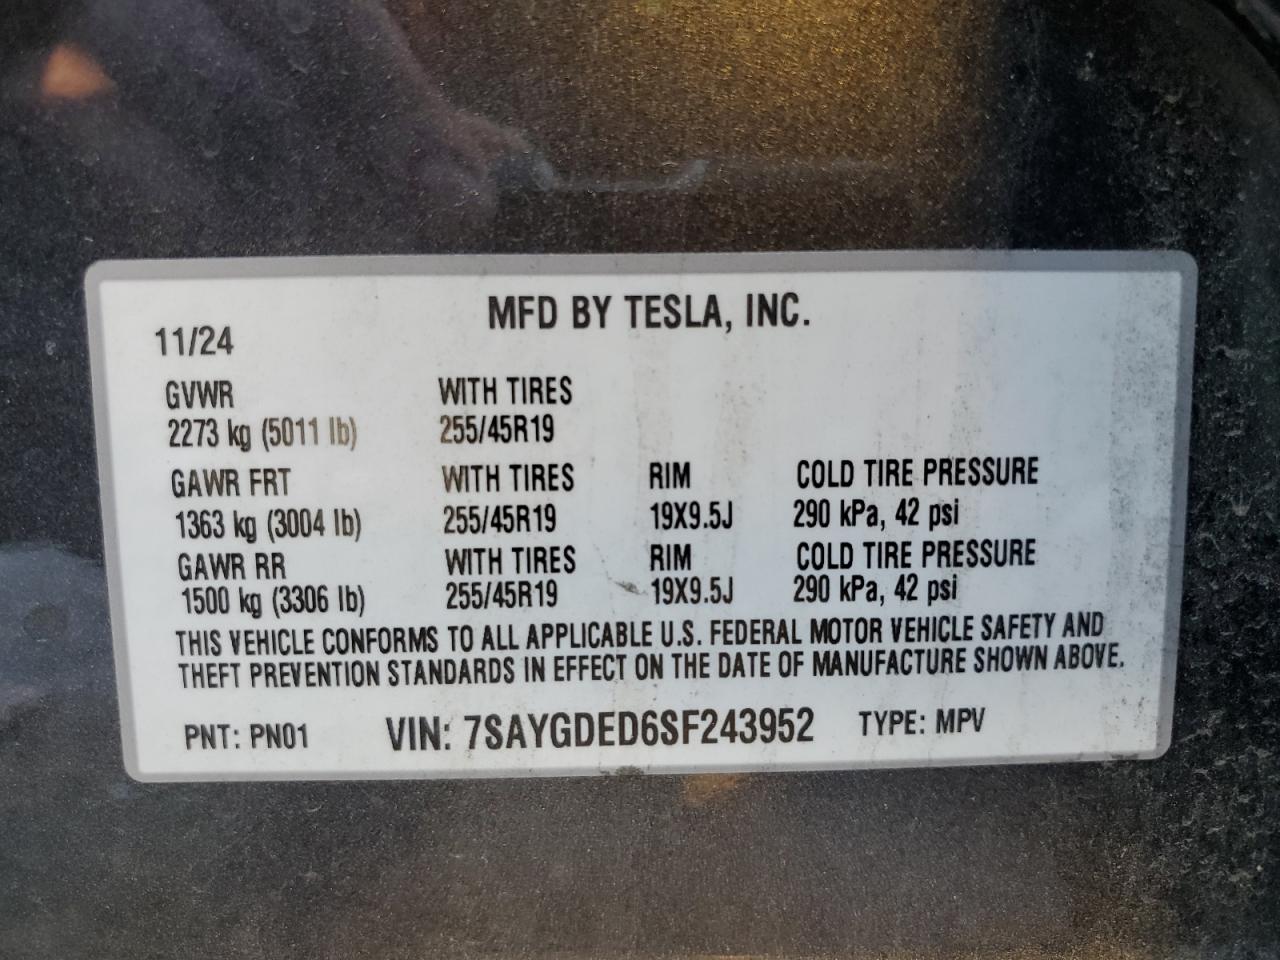 MFD BY TESLA, INC.
11/24
GVWR WITH TIRES
2273 kg (5011 lb) 255/45R19
GAWR FRT WITH TIRES RIM COLD TIRE PRESSURE
1363 kg (3004 lb) 255/45R19 19X9.5J 290 kPa, 42 psi
GAWR RR WITH TIRES RIM COLD TIRE PRESSURE
1500 kg (3306 lb) 255/45R19 19X9.5J 290 kPa, 42 psi
THIS VEHICLE CONFORMS TO ALL APPLICABLE U.S. FEDERAL MOTOR VEHICLE SAFETY AND
THEFT PREVENTION STANDARDS IN EFFECT ON THE DATE OF MANUFACTURE SHOWN ABOVE.
PNT: PN01 VIN: 7SAYGDED6SF243952 TYPE: MPV